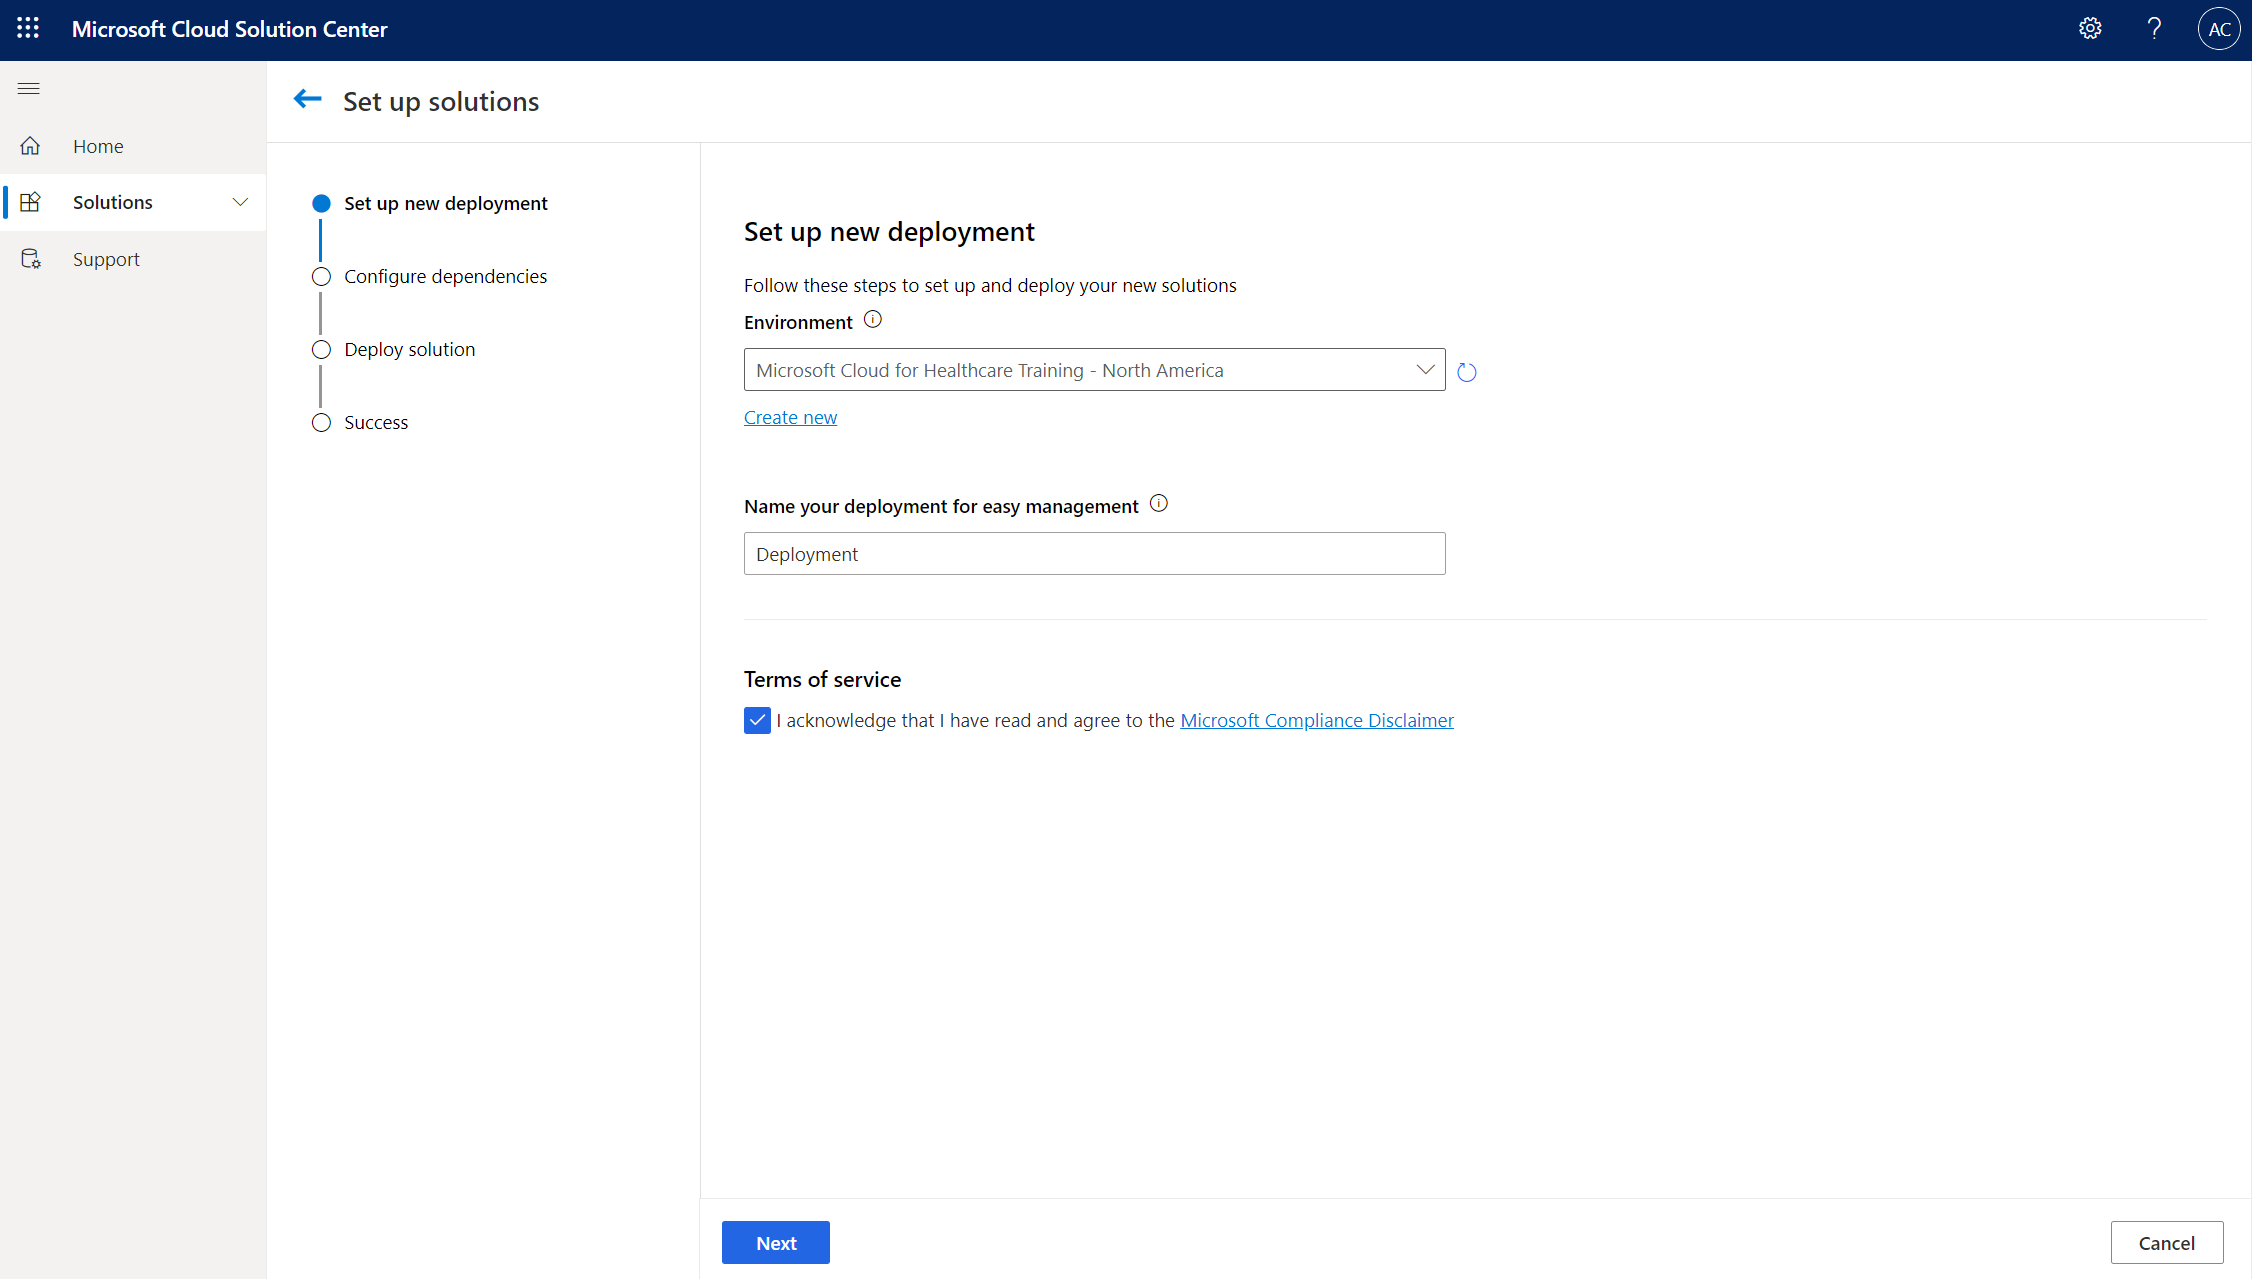 Microsoft Cloud Solution Center
AC
Home
Solutions
Support
Set up solutions
Set up new deployment
Configure dependencies
Deploy solution
Success
Set up new deployment
Follow these steps to set up and deploy your new solutions
Environment
Microsoft Cloud for Healthcare Training - North America
Create new
Name your deployment for easy management
Deployment
Terms of service
I acknowledge that I have read and agree to the Microsoft Compliance Disclaimer
Next
Cancel